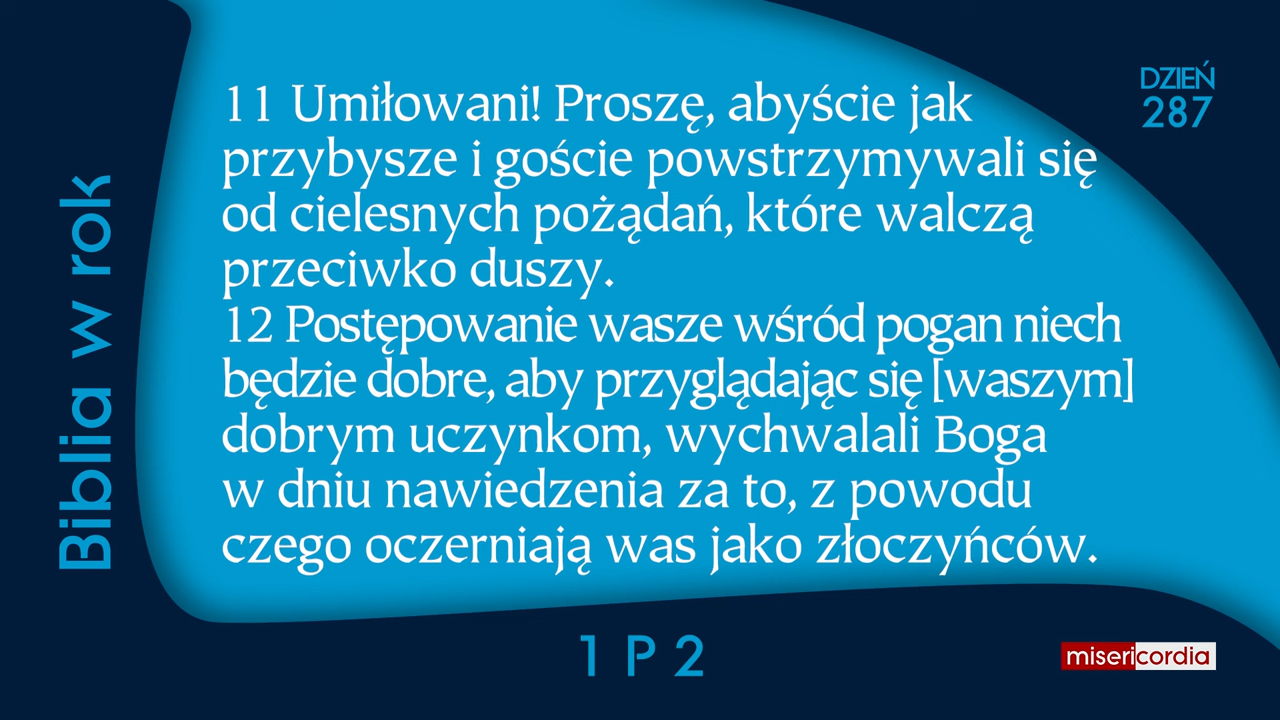 DZIEŃ
287
11 Umiłowani! Proszę, abyście jak
przybysze i goście powstrzymywali się
od cielesnych pożądań, które walczą
przeciwko duszy.
12 Postępowanie wasze wśród pogan niech
będzie dobre, aby przyglądając się [waszym]
dobrym uczynkom, wychwalali Boga
w dniu nawiedzenia za to, z powodu
czego oczerniają was jako złoczyńców.
Biblia w rok
1 P 2
misericordia